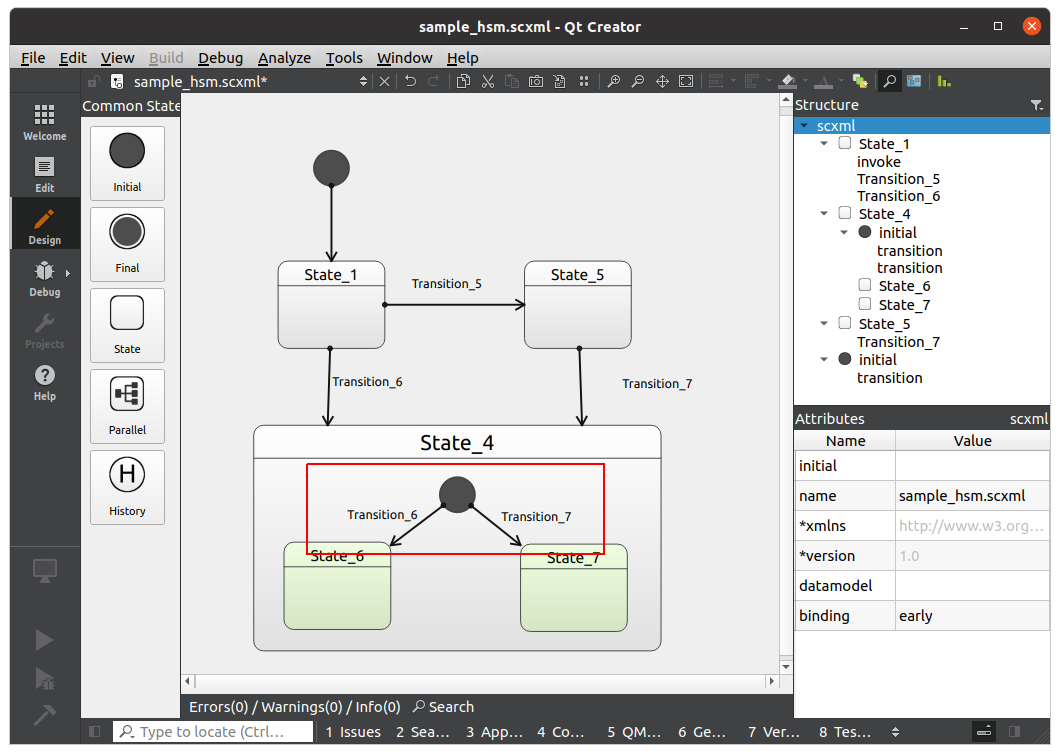 sample_hsm.scxml - Qt Creator
File Edit View Build Debug Analyze Tools Window Help
sample_hsm.scxml*
Welcome
Edit
Design
Debug
Projects
Help
Common State
Initial
Final
State
Parallel
H
History
State_1
Transition_5
State_5
Transition_6
Transition_7
State_4
Transition_6
Transition_7
State_6
State_7
Structure
scxml
State_1
invoke
Transition_5
Transition_6
State_4
initial
transition
transition
State_6
State_7
State_5
Transition_7
initial
transition
Attributes scxml
Name Value
initial
name sample_hsm.scxml
*xmlns http://www.w3.org...
*version 1.0
datamodel
binding early
Errors(0) / Warnings(0) / Info(0) Search
Type to locate (Ctrl... 1 Issues 2 Sea... 3 App... 4 Co... 5 QM... 6 Ge... 7 Ver... 8 Tes...